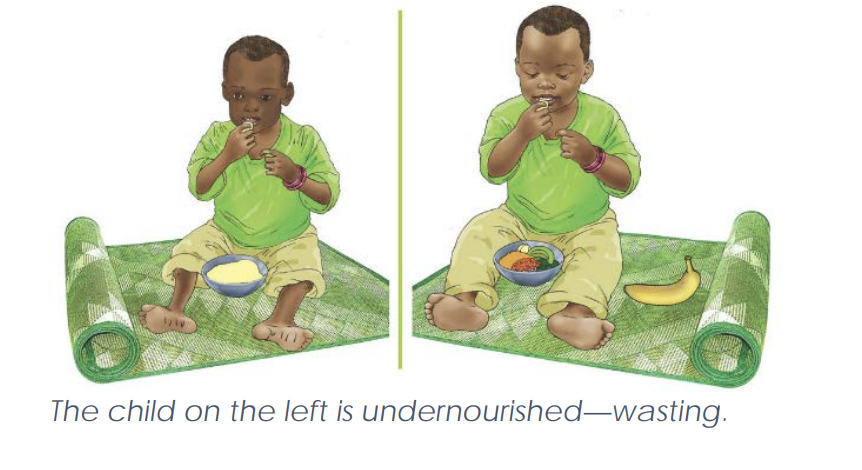 The child on the left is undernourished—wasting.